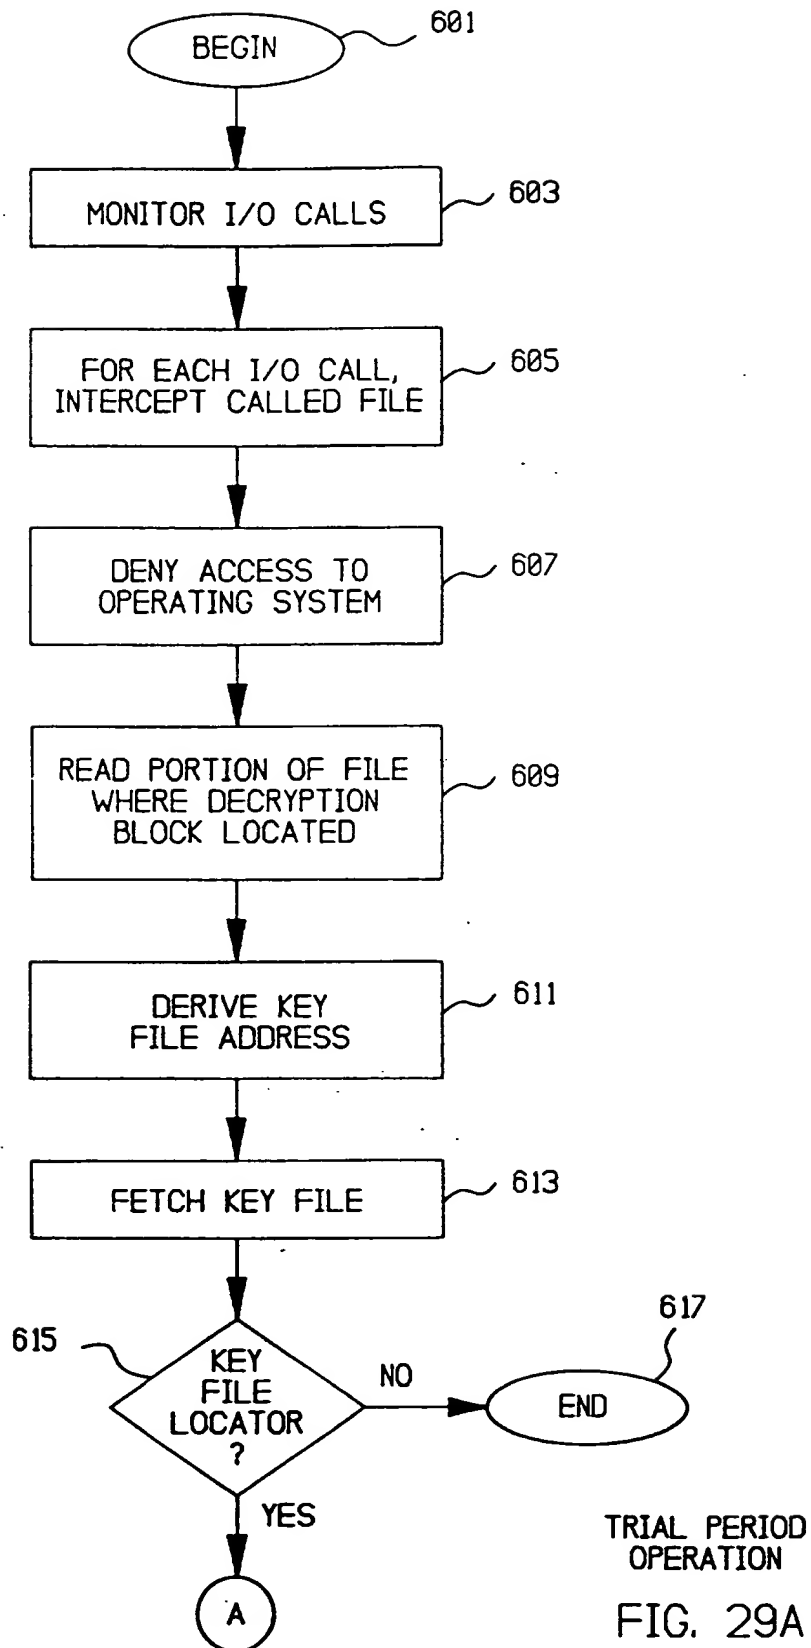 BEGIN
601
MONITOR I/O CALLS
603
FOR EACH I/O CALL,
INTERCEPT CALLED FILE
605
DENY ACCESS TO
OPERATING SYSTEM
607
READ PORTION OF FILE
WHERE DECRYPTION
BLOCK LOCATED
609
DERIVE KEY
FILE ADDRESS
611
FETCH KEY FILE
613
615
KEY
FILE
LOCATOR
?
NO
617
END
YES
A
TRIAL PERIOD
OPERATION
FIG. 29A